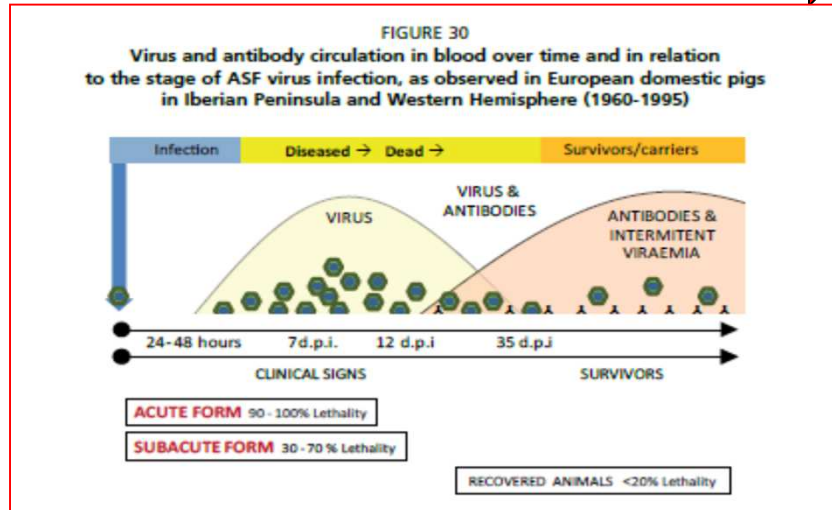 FIGURE 30
Virus and antibody circulation in blood over time and in relation
to the stage of ASF virus infection, as observed in European domestic pigs
in Iberian Peninsula and Western Hemisphere (1960-1995)
Infection Diseased → Dead → Survivors/carriers
VIRUS
VIRUS &
ANTIBODIES
ANTIBODIES &
INTERMITENT
VIRAEMIA
24-48 hours 7d.p.i. 12 d.p.i 35 d.p.i
CLINICAL SIGNS SURVIVORS
ACUTE FORM 90-100% Lethality
SUBACUTE FORM 30-70 % Lethality
RECOVERED ANIMALS <20% Lethality